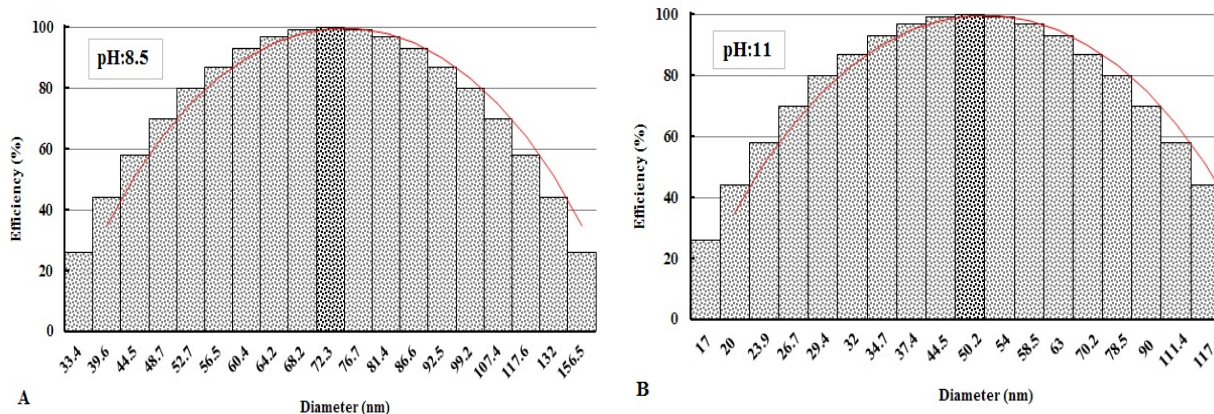 pH:8.5
Efficiency (%)
100
80
60
40
20
0
33.4 39.6 44.5 48.7 52.7 56.5 60.4 64.2 68.2 72.3 76.7 81.4 86.6 92.5 99.2 107.4 117.6 132 156.5
Diameter (nm)
A
pH:11
Efficiency (%)
100
80
60
40
20
0
17 20 23.9 26.7 29.4 32 34.7 37.4 44.5 50.2 54 58.5 63 70.2 78.5 90 111.4 117
Diameter (nm)
B